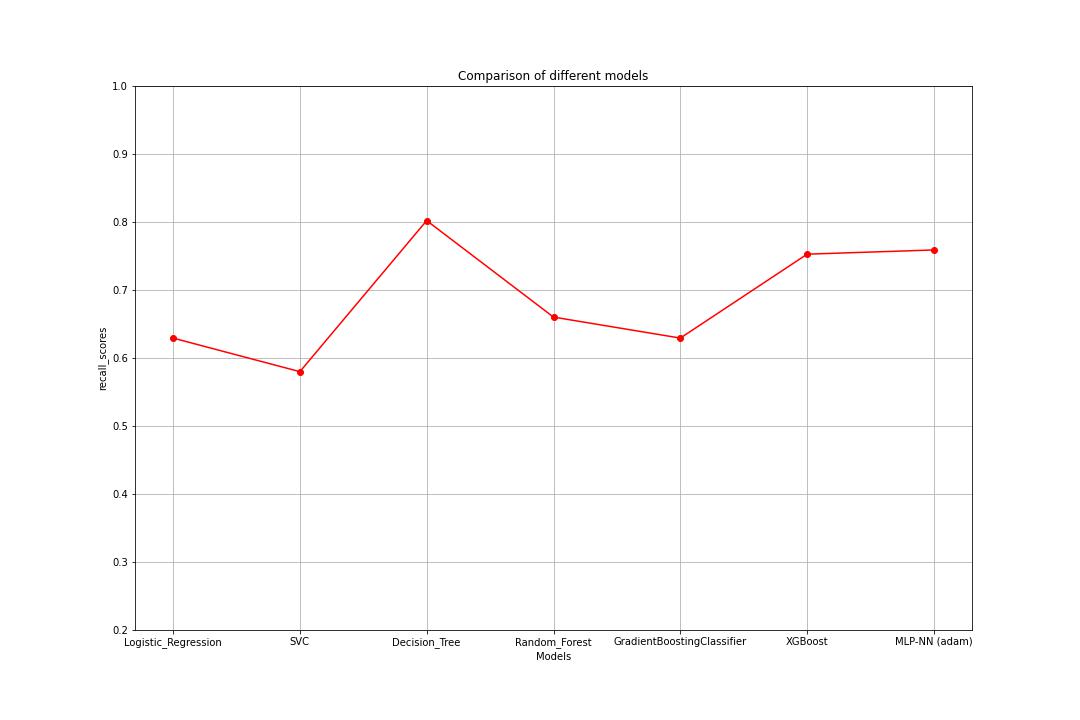 Comparison of different models
1.0
0.9
0.8
0.7
0.6
0.5
0.4
0.3
0.2
recall_scores
Logistic_Regression SVC Decision_Tree Random_Forest GradientBoostingClassifier XGBoost MLP-NN (adam)
Models